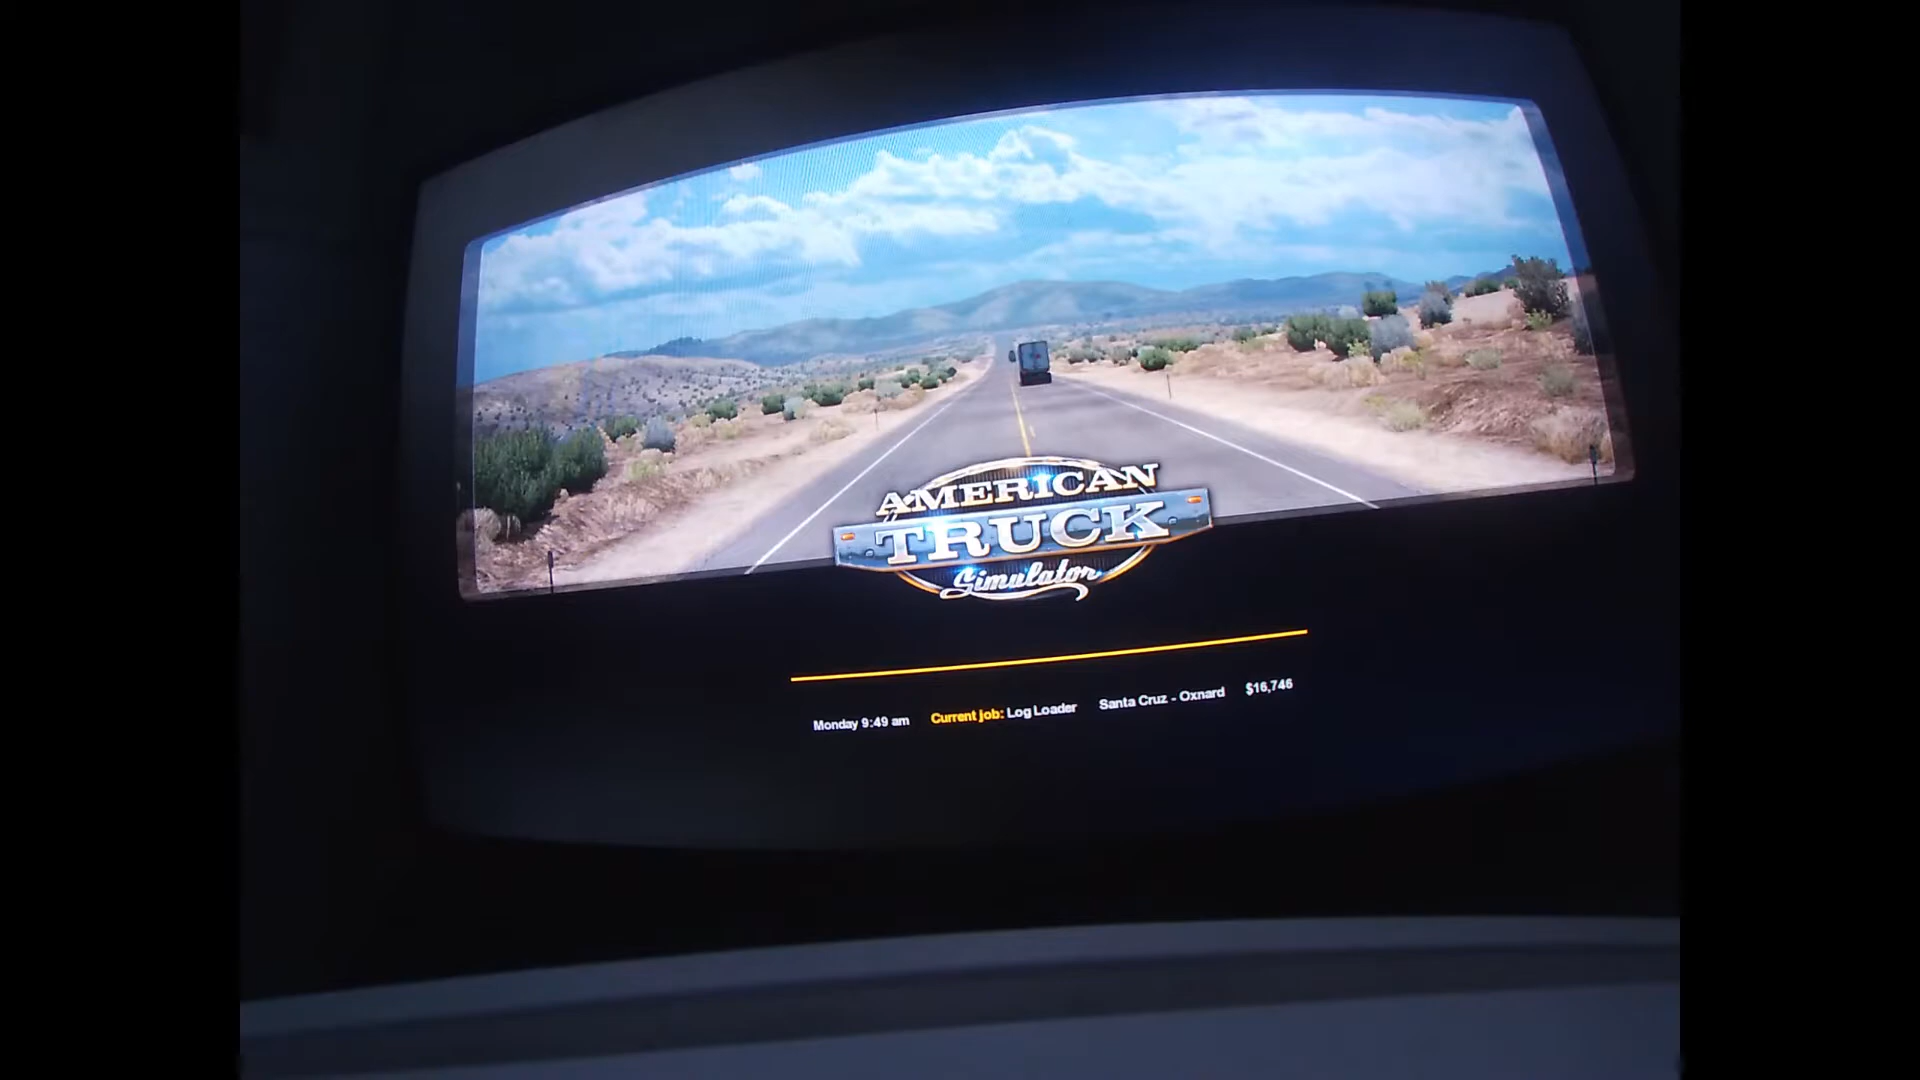 AMERICAN
TRUCK
Simulator
Monday 9:49 am Current job: Log Loader Santa Cruz - Oxnard $16,746